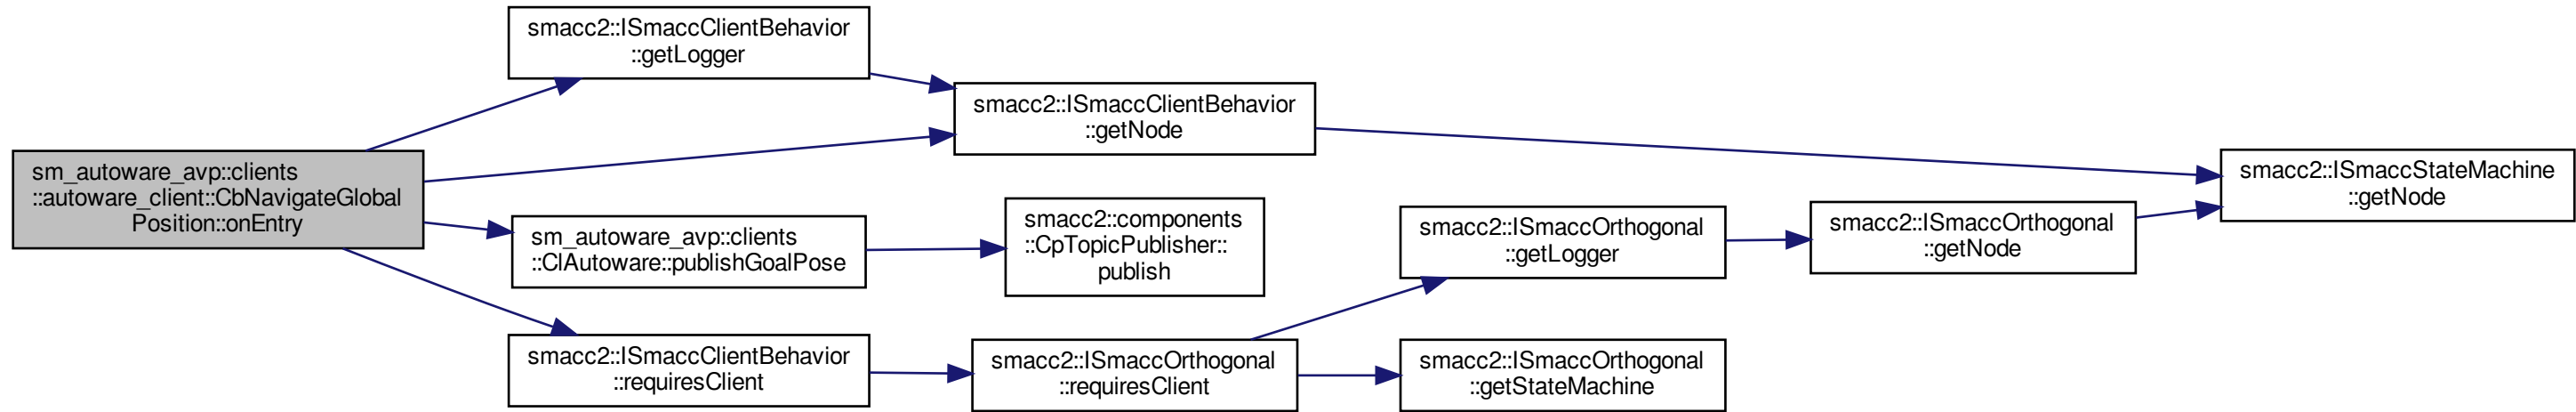 smacc2::ISmaccClientBehavior
::getLogger
smacc2::ISmaccClientBehavior
::getNode
sm_autoware_avp::clients
::autoware_client::CbNavigateGlobal
Position::onEntry
smacc2::ISmaccStateMachine
::getNode
smacc2::components
::CpTopicPublisher::
publish
smacc2::ISmaccOrthogonal
::getLogger
smacc2::ISmaccOrthogonal
::getNode
sm_autoware_avp::clients
::ClAutoware::publishGoalPose
smacc2::ISmaccClientBehavior
::requiresClient
smacc2::ISmaccOrthogonal
::requiresClient
smacc2::ISmaccOrthogonal
::getStateMachine